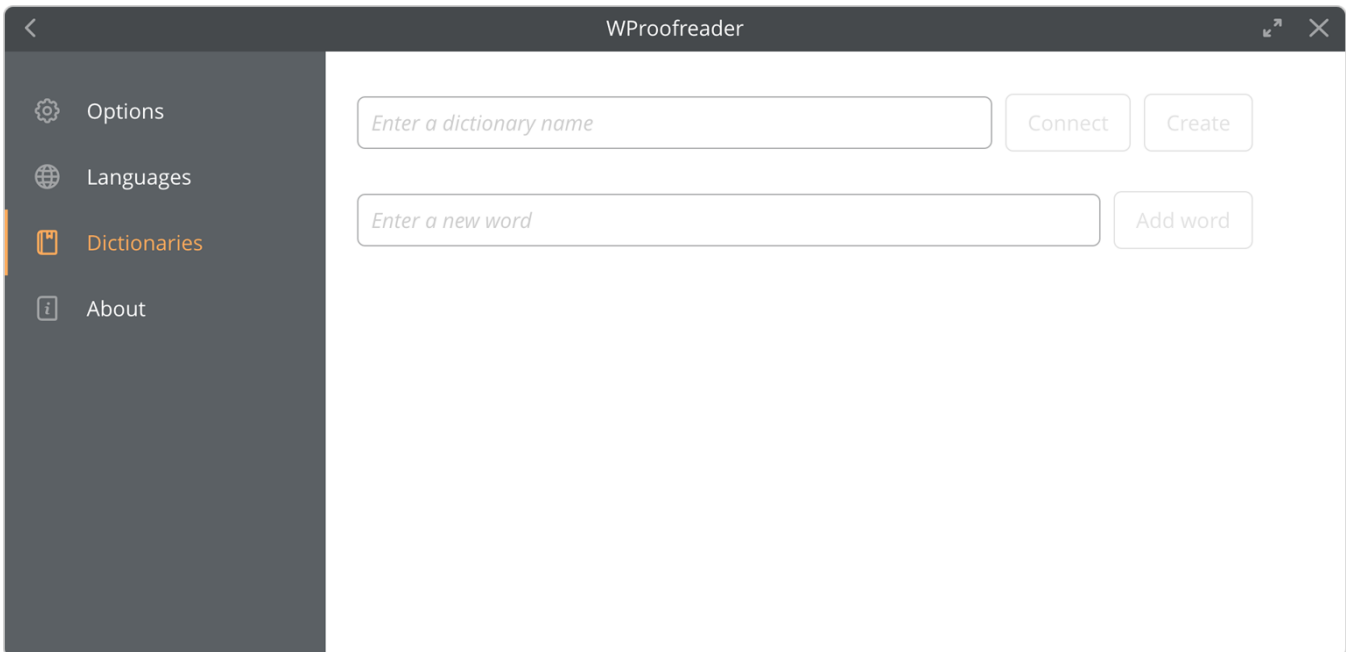 WProofreader
Options
Languages
Dictionaries
About
Enter a dictionary name
Connect
Create
Enter a new word
Add word